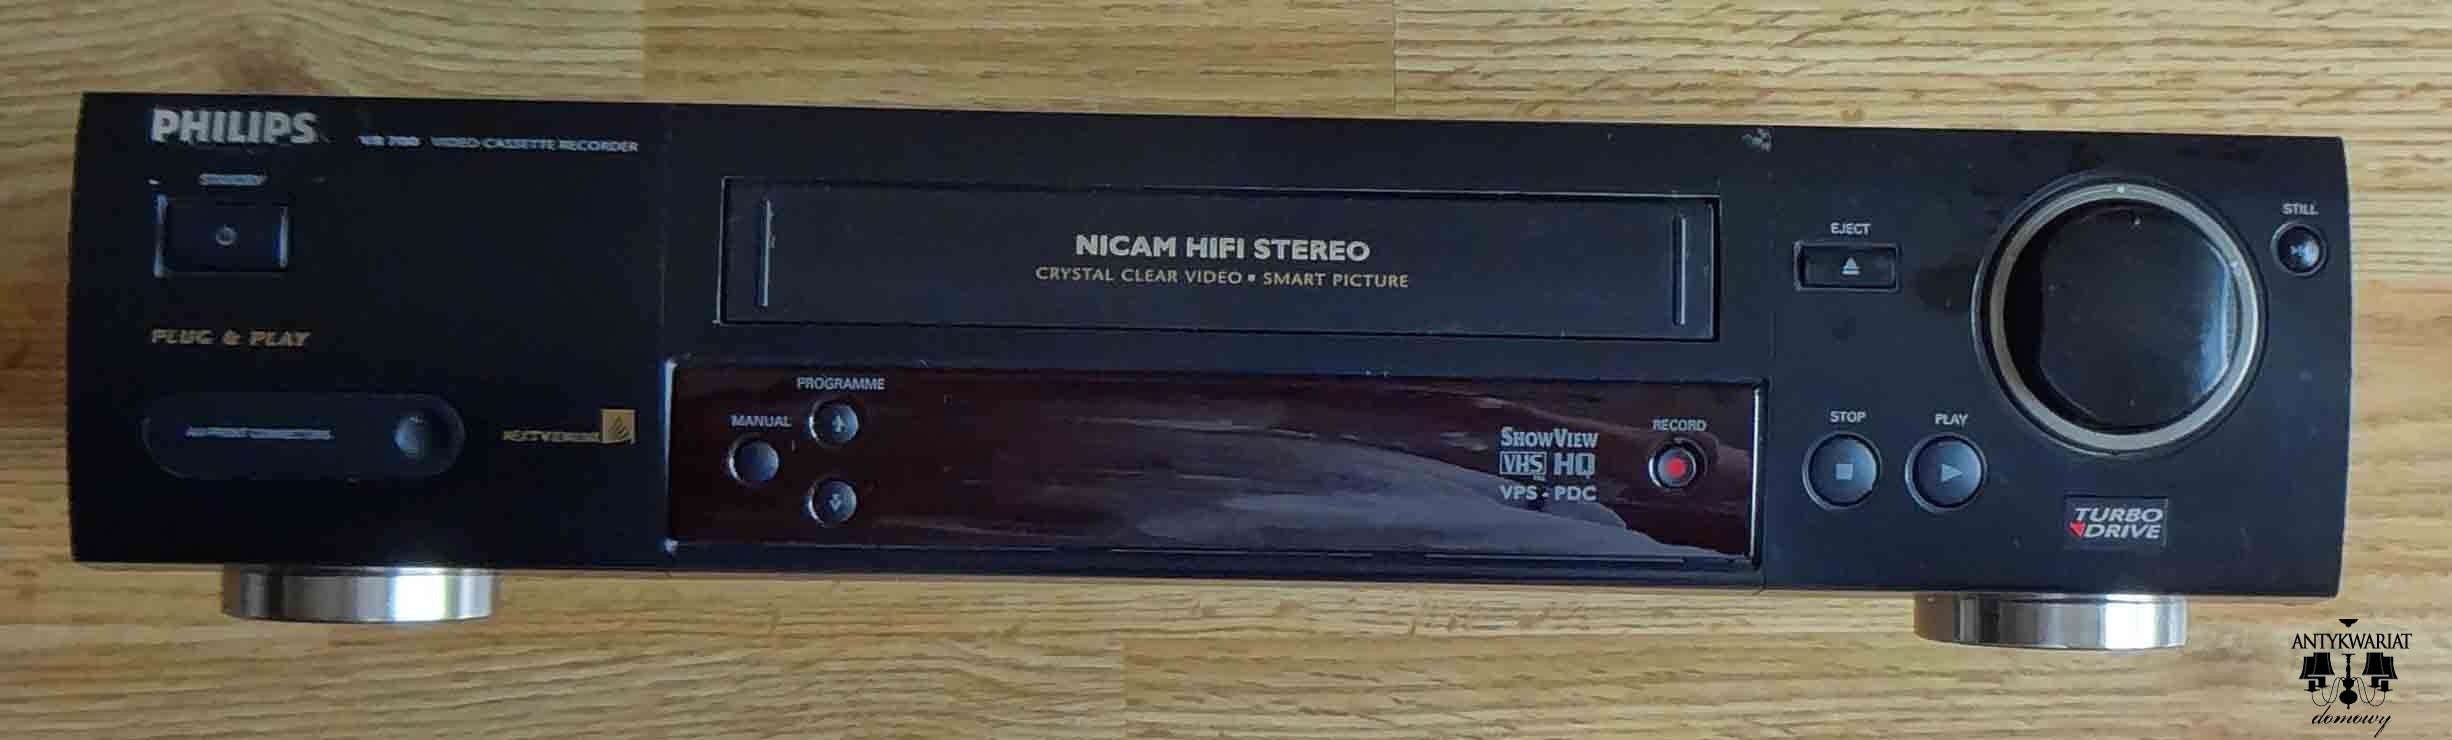 PHILIPS
VIDEO CASSETTE RECORDER
STANDBY
NICAM HIFI STEREO
CRYSTAL CLEAR VIDEO ▪ SMART PICTURE
EJECT
STILL
PLUG & PLAY
PROGRAMME
MANUAL
SHOWVIEW
VHS HQ
VPS - PDC
RECORD
STOP
PLAY
TURBO
DRIVE
ANTYKWARIAT
domowy